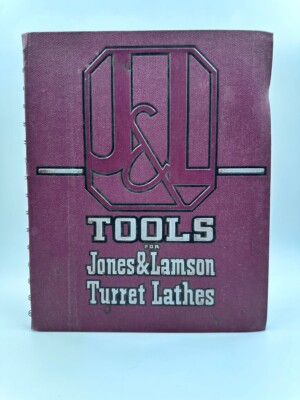 J&L
TOOLS
FOR
Jones&Lamson
Turret Lathes